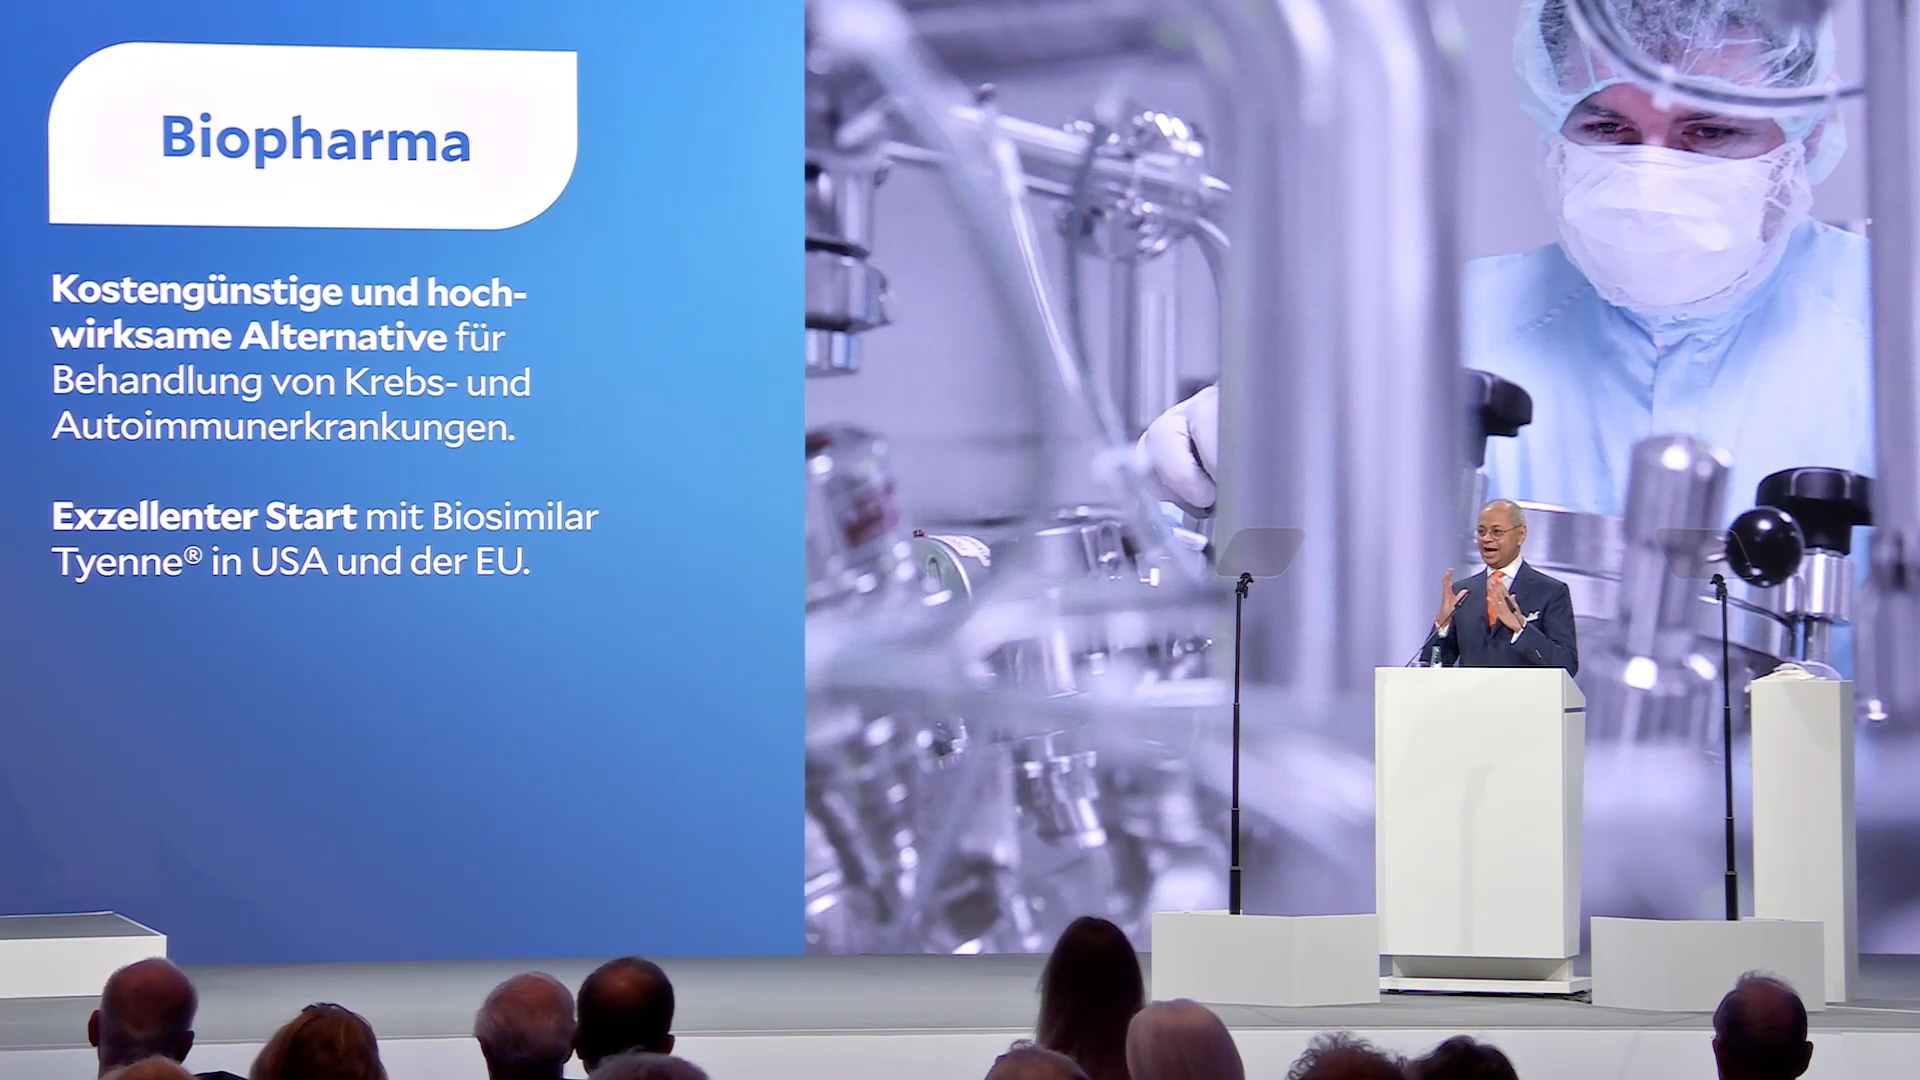 Biopharma
Kostengünstige und hoch-
wirksame Alternative für
Behandlung von Krebs- und
Autoimmunerkrankungen.
Exzellenter Start mit Biosimilar
Tyenne® in USA und der EU.